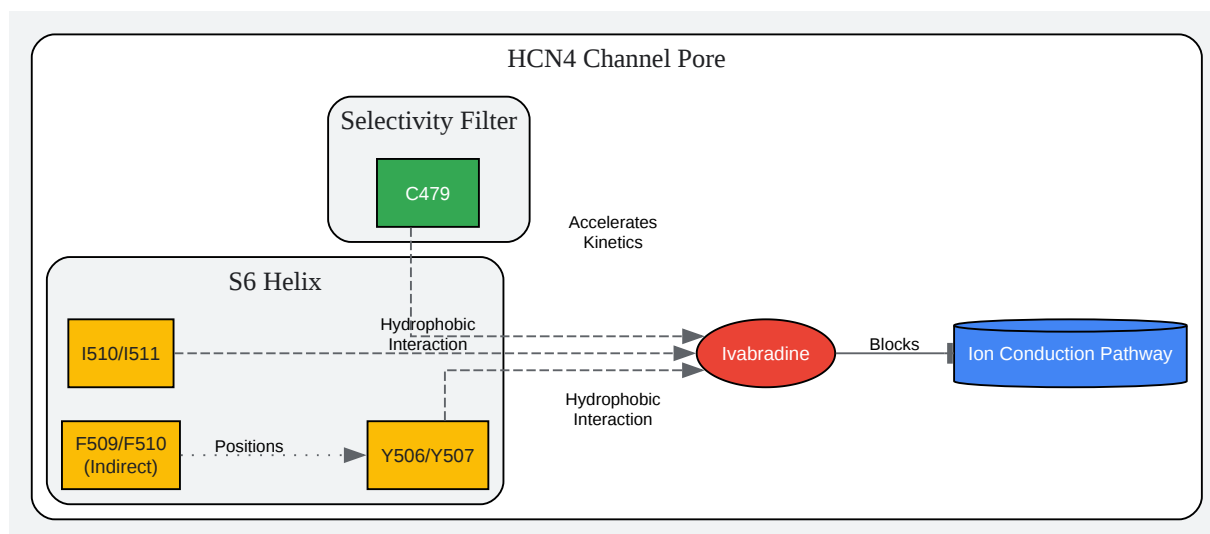 HCN4 Channel Pore
Selectivity Filter
C479
Accelerates
Kinetics
S6 Helix
I510/I511
Hydrophobic
Interaction
Ivabradine
Blocks
Ion Conduction Pathway
Hydrophobic
Interaction
F509/F510
(Indirect)
Positions
Y506/Y507